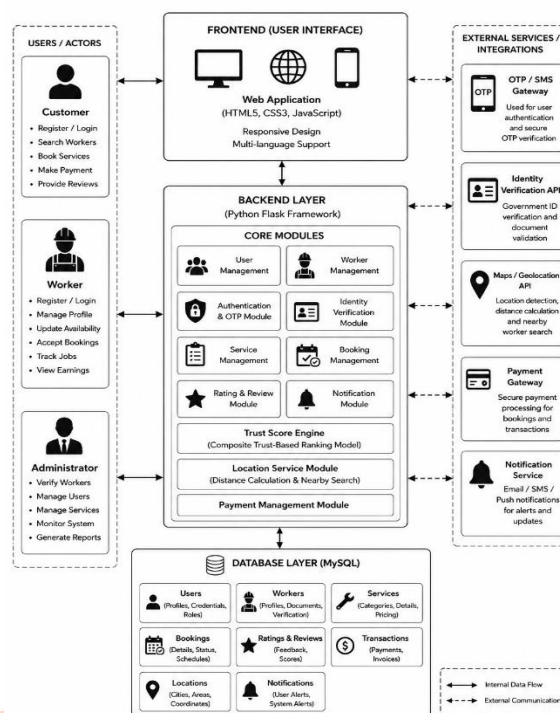 USERS / ACTORS
Customer
• Register / Login
• Search Workers
• Book Services
• Make Payment
• Provide Reviews
Worker
• Register / Login
• Manage Profile
• Update Availability
• Accept Bookings
• Track Jobs
• View Earnings
Administrator
• Verify Workers
• Manage Users
• Manage Services
• Monitor System
• Generate Reports
FRONTEND (USER INTERFACE)
Web Application
(HTML5, CSS3, JavaScript)
Responsive Design
Multi-language Support
BACKEND LAYER
(Python Flask Framework)
CORE MODULES
User
Management
Worker
Management
Authentication
& OTP Module
Identity
Verification
Module
Service
Management
Booking
Management
Rating & Review
Module
Notification
Module
Trust Score Engine
(Composite Trust-Based Ranking Model)
Location Service Module
(Distance Calculation & Nearby Search)
Payment Management Module
DATABASE LAYER (MySQL)
Users
(Profiles, Credentials,
Roles)
Workers
(Profiles, Documents,
Verification)
Services
(Categories, Details,
Pricing)
Bookings
(Details, Status,
Schedules)
Ratings & Reviews
(Feedback,
Scores)
$
Transactions
(Payments,
Invoices)
Locations
(Cities, Areas,
Coordinates)
Notifications
(User Alerts,
System Alerts)
EXTERNAL SERVICES /
INTEGRATIONS
OTP
OTP / SMS
Gateway
Used for user
authentication
and secure
OTP verification
Identity
Verification API
Government ID
verification and
document
validation
Maps / Geolocation
API
Location detection,
distance calculation
and nearby
worker search
Payment
Gateway
Secure payment
processing for
bookings and
transactions
Notification
Service
Email / SMS /
Push notifications
for alerts and
updates
Internal Data Flow
External Communication